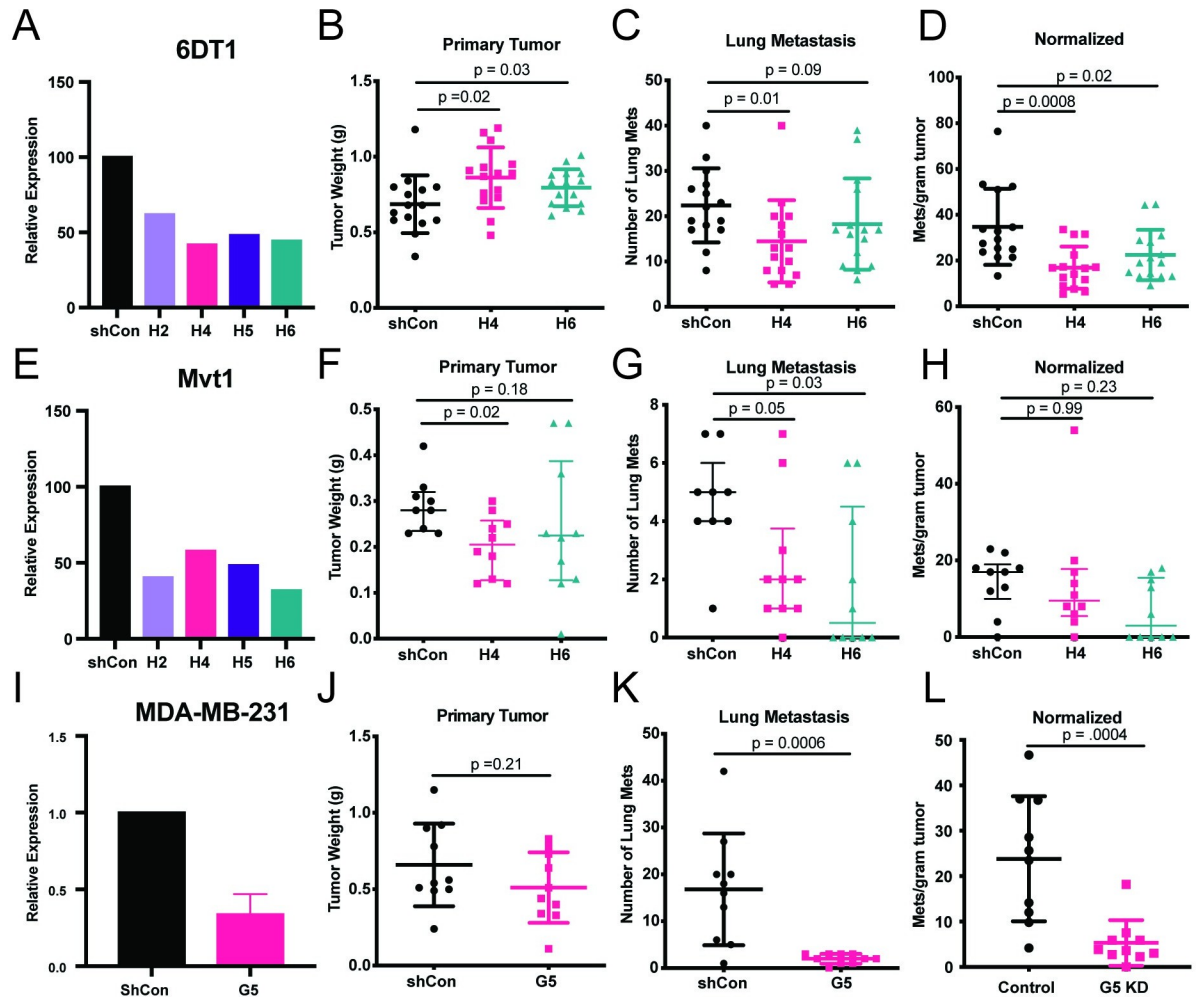 A
6DT1
Relative Expression
150
100
50
0
shCon H2 H4 H5 H6
B
Primary Tumor
p = 0.03
p =0.02
Tumor Weight (g)
1.5
1.0
0.5
0.0
shCon H4 H6
C
Lung Metastasis
p = 0.09
p = 0.01
Number of Lung Mets
50
40
30
20
10
0
shCon H4 H6
D
Normalized
p = 0.02
p = 0.0008
Mets/gram tumor
100
80
60
40
20
0
shCon H4 H6
E
Mvt1
Relative Expression
150
100
50
0
shCon H2 H4 H5 H6
F
Primary Tumor
p = 0.18
p = 0.02
Tumor Weight (g)
0.5
0.4
0.3
0.2
0.1
0.0
shCon H4 H6
G
Lung Metastasis
p = 0.03
p = 0.05
Number of Lung Mets
8
6
4
2
0
shCon H4 H6
H
Normalized
p = 0.23
p = 0.99
Mets/gram tumor
60
40
20
0
shCon H4 H6
I
MDA-MB-231
Relative Expression
1.5
1.0
0.5
0.0
ShCon G5
J
Primary Tumor
p =0.21
Tumor Weight (g)
1.5
1.0
0.5
0.0
shCon G5
K
Lung Metastasis
p = 0.0006
Number of Lung Mets
50
40
30
20
10
0
shCon G5
L
Normalized
p = .0004
Mets/gram tumor
50
40
30
20
10
0
Control G5 KD